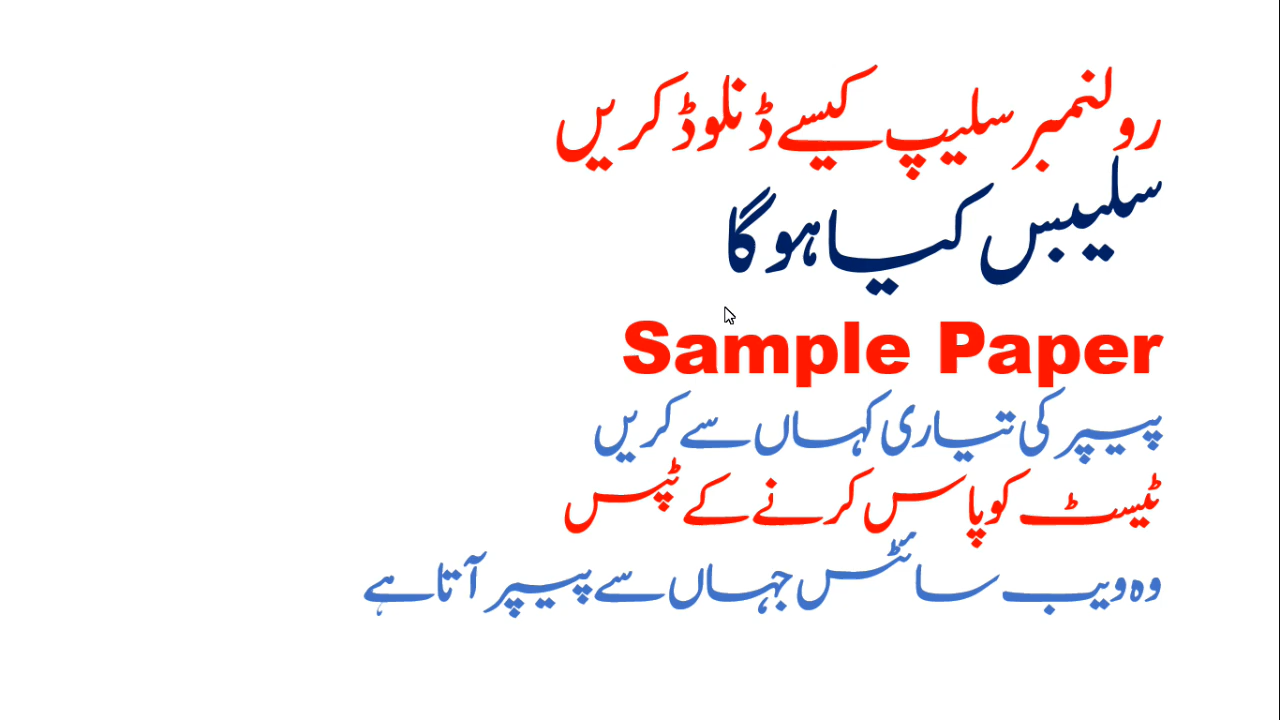 رولنمبر سلیپ کیسے ڈنلوڈ کریں
سلیبس کیا ہوگا
Sample Paper
پیپر کی تیاری کہاں سے کریں
ٹیسٹ کو پاس کرنے کے ٹپس
وہ ویب سائٹس جہاں سے پیپر آتا ہے